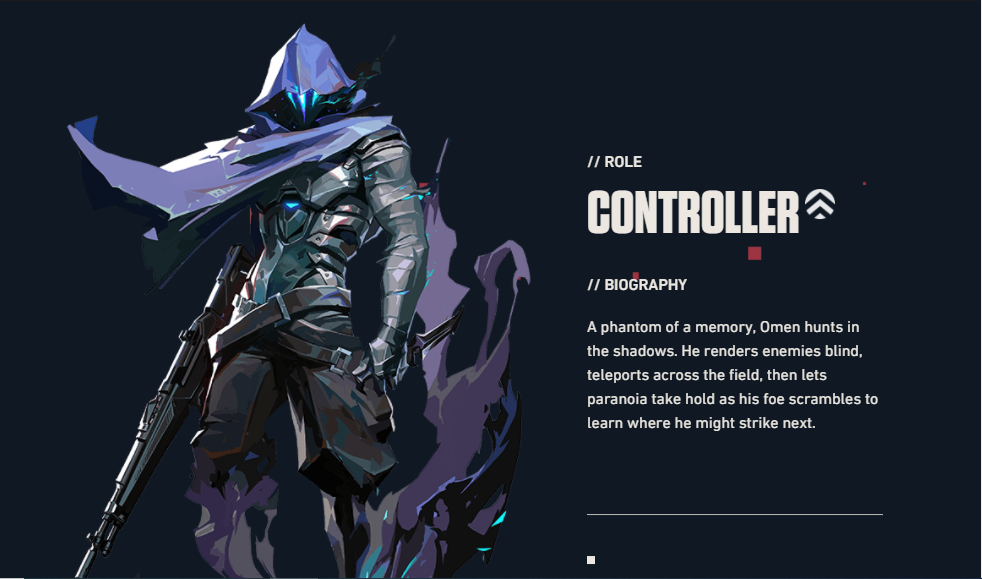 // ROLE
CONTROLLER
// BIOGRAPHY
A phantom of a memory, Omen hunts in
the shadows. He renders enemies blind,
teleports across the field, then lets
paranoia take hold as his foe scrambles to
learn where he might strike next.